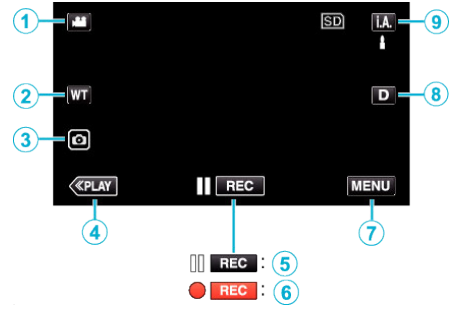 1 SD i.A. 9
2 WT D 8
3
≪PLAY REC MENU
4 7
REC : 5
REC : 6